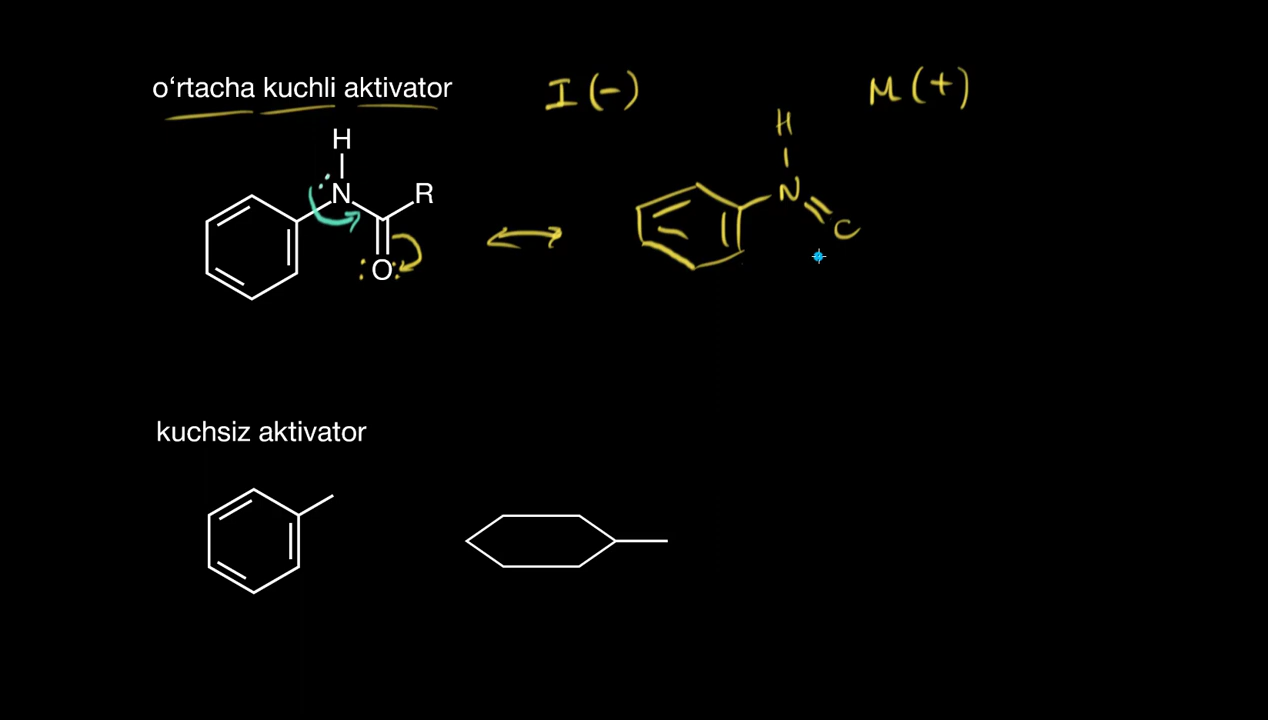 o‘rtacha kuchli aktivator I (-) M (+)
H
N R
:O:
H
N
C
kuchsiz aktivator